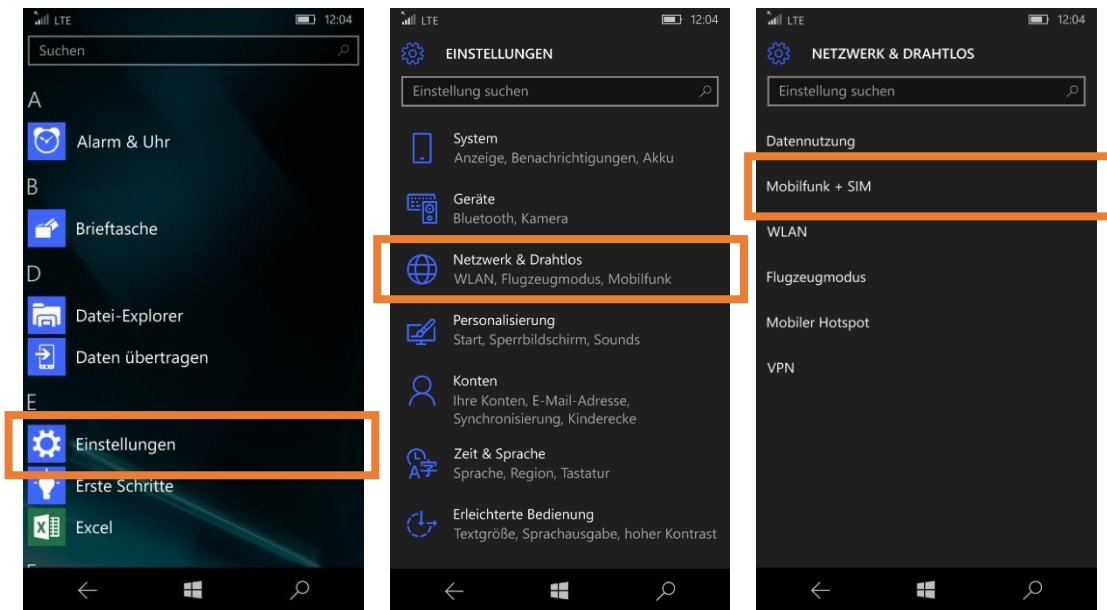 LTE 12:04
Suchen
A
Alarm & Uhr
B
Brieftasche
D
Datei-Explorer
Daten übertragen
E
Einstellungen
Erste Schritte
Excel
LTE 12:04
EINSTELLUNGEN
Einstellung suchen
System
Anzeige, Benachrichtigungen, Akku
Geräte
Bluetooth, Kamera
Netzwerk & Drahtlos
WLAN, Flugzeugmodus, Mobilfunk
Personalisierung
Start, Sperrbildschirm, Sounds
Konten
Ihre Konten, E-Mail-Adresse,
Synchronisierung, Kinderecke
A字
Zeit & Sprache
Sprache, Region, Tastatur
Erleichterte Bedienung
Textgröße, Sprachausgabe, hoher Kontrast
LTE 12:04
NETZWERK & DRAHTLOS
Einstellung suchen
Datennutzung
Mobilfunk + SIM
WLAN
Flugzeugmodus
Mobiler Hotspot
VPN